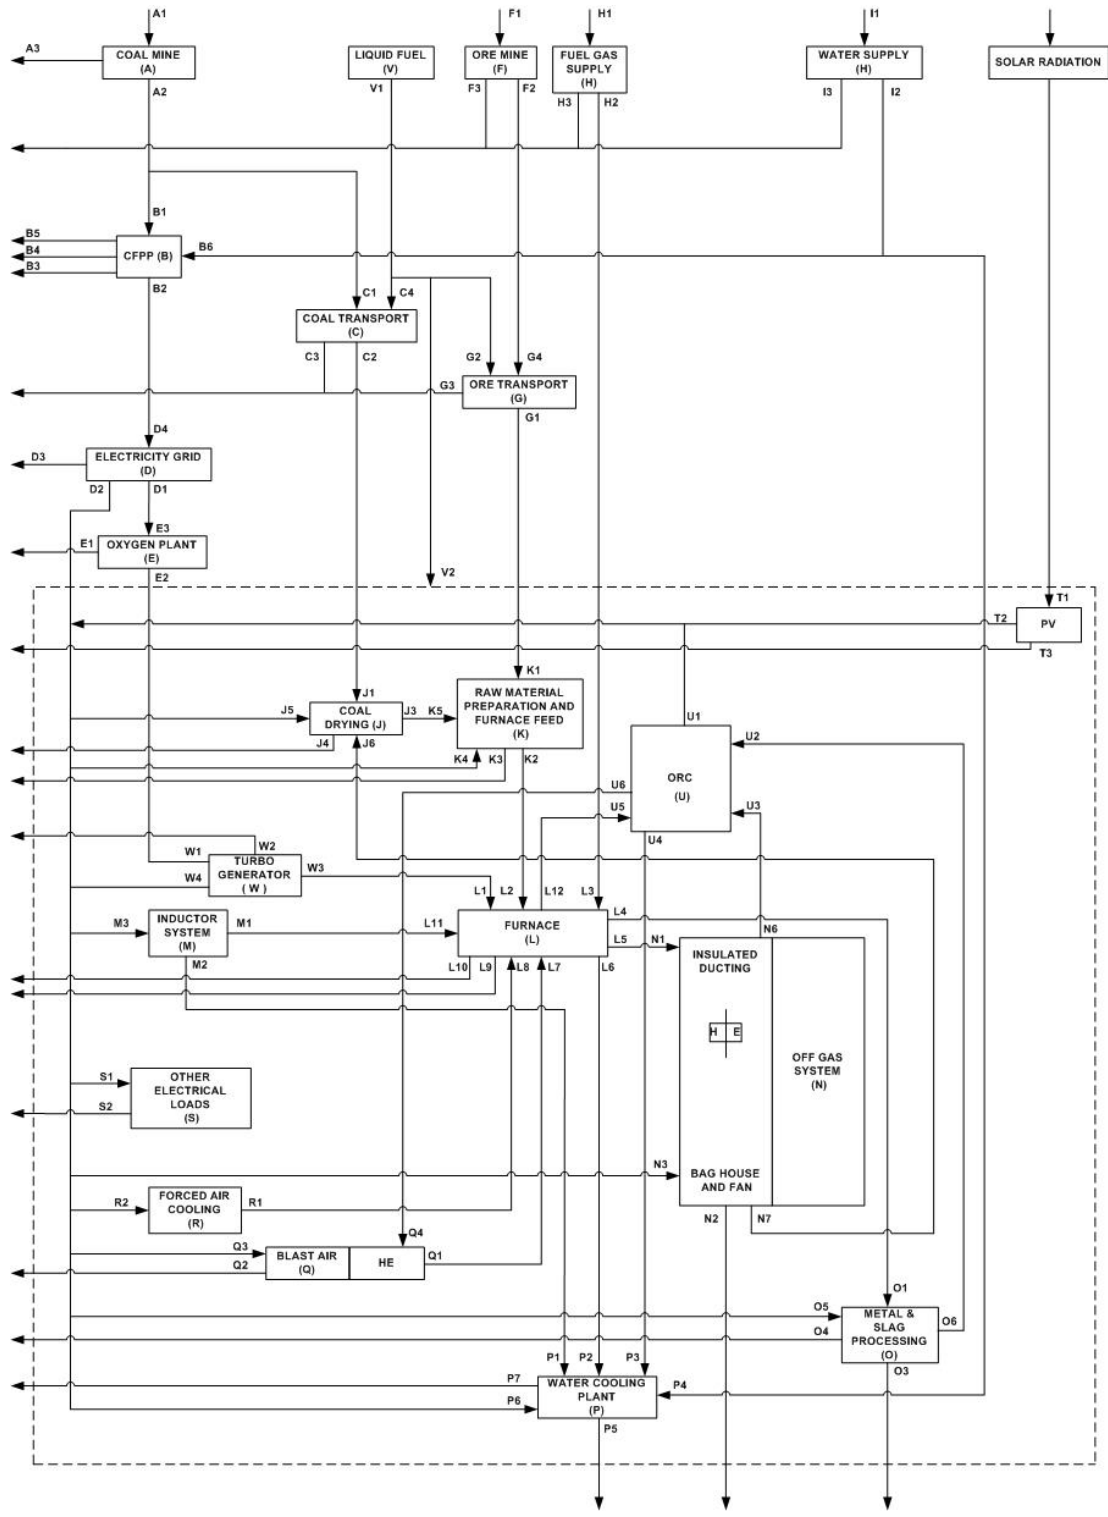 A1
F1
H1
I1
A3
COAL MINE
(A)
LIQUID FUEL
(V)
ORE MINE
(F)
FUEL GAS
SUPPLY
(H)
WATER SUPPLY
(H)
SOLAR RADIATION
A2
V1
F3
F2
H3
H2
I3
I2
B1
B5
B4
B3
CFPP (B)
B6
B2
C1
C4
COAL TRANSPORT
(C)
C3
C2
G2
G4
G3
ORE TRANSPORT
(G)
G1
D4
D3
ELECTRICITY GRID
(D)
D2
D1
E3
E1
OXYGEN PLANT
(E)
E2
V2
T1
T2
PV
T3
K1
J1
J5
COAL
DRYING (J)
J3
K5
RAW MATERIAL
PREPARATION AND
FURNACE FEED
(K)
J4
J6
K4
K3
K2
U1
U2
ORC
(U)
U6
U5
U3
U4
W2
W1
TURBO
GENERATOR
( W )
W3
W4
L1
L2
L12
L3
M3
INDUCTOR
SYSTEM
(M)
M1
L11
FURNACE
(L)
L4
L5
N1
N6
M2
L10
L9
L8
L7
L6
INSULATED
DUCTING
H E
OFF GAS
SYSTEM
(N)
S1
OTHER
ELECTRICAL
LOADS
(S)
S2
N3
BAG HOUSE
AND FAN
R2
FORCED AIR
COOLING
(R)
R1
N2
N7
Q4
Q3
Q2
BLAST AIR
(Q)
HE
Q1
O1
O5
O4
METAL &
SLAG
PROCESSING
(O)
O6
O3
P1
P2
P3
P7
P6
WATER COOLING
PLANT
(P)
P4
P5